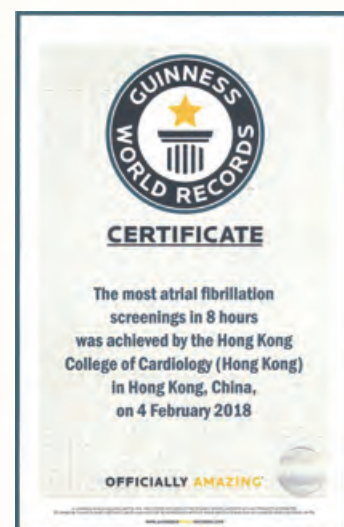 GUINNESS
WORLD RECORDS
CERTIFICATE
The most atrial fibrillation
screenings in 8 hours
was achieved by the Hong Kong
College of Cardiology (Hong Kong)
in Hong Kong, China,
on 4 February 2018
OFFICIALLY AMAZING